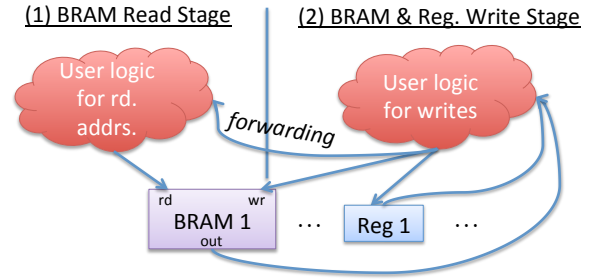 (1) BRAM Read Stage
(2) BRAM & Reg. Write Stage
User logic
for rd.
addrs.
User logic
for writes
forwarding
rd
wr
BRAM 1
out
...
Reg 1
...